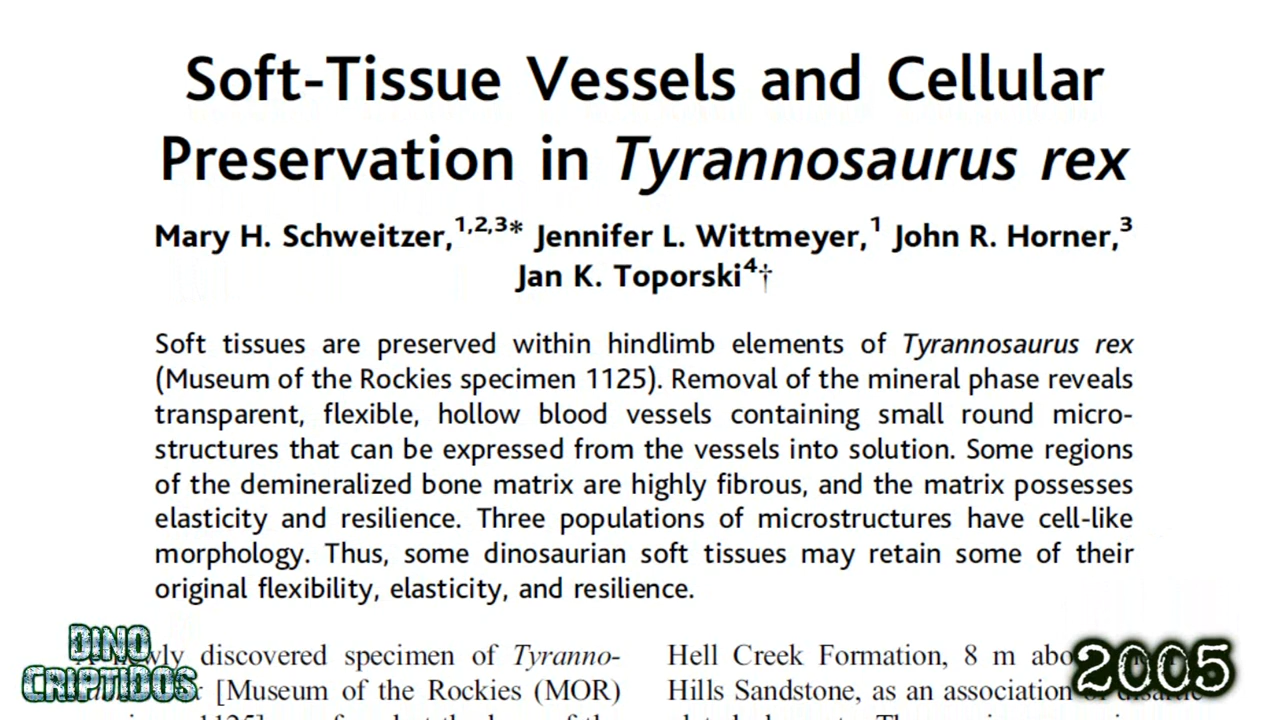 Soft-Tissue Vessels and Cellular
Preservation in Tyrannosaurus rex
Mary H. Schweitzer,1,2,3* Jennifer L. Wittmeyer,1 John R. Horner,3
Jan K. Toporski4†
Soft tissues are preserved within hindlimb elements of Tyrannosaurus rex
(Museum of the Rockies specimen 1125). Removal of the mineral phase reveals
transparent, flexible, hollow blood vessels containing small round micro-
structures that can be expressed from the vessels into solution. Some regions
of the demineralized bone matrix are highly fibrous, and the matrix possesses
elasticity and resilience. Three populations of microstructures have cell-like
morphology. Thus, some dinosaurian soft tissues may retain some of their
original flexibility, elasticity, and resilience.
discovered specimen of Tyranno-
[Museum of the Rockies (MOR)
Hell Creek Formation, 8 m
Hills Sandstone, as an association
DINO
CRIPTIDOS
2005